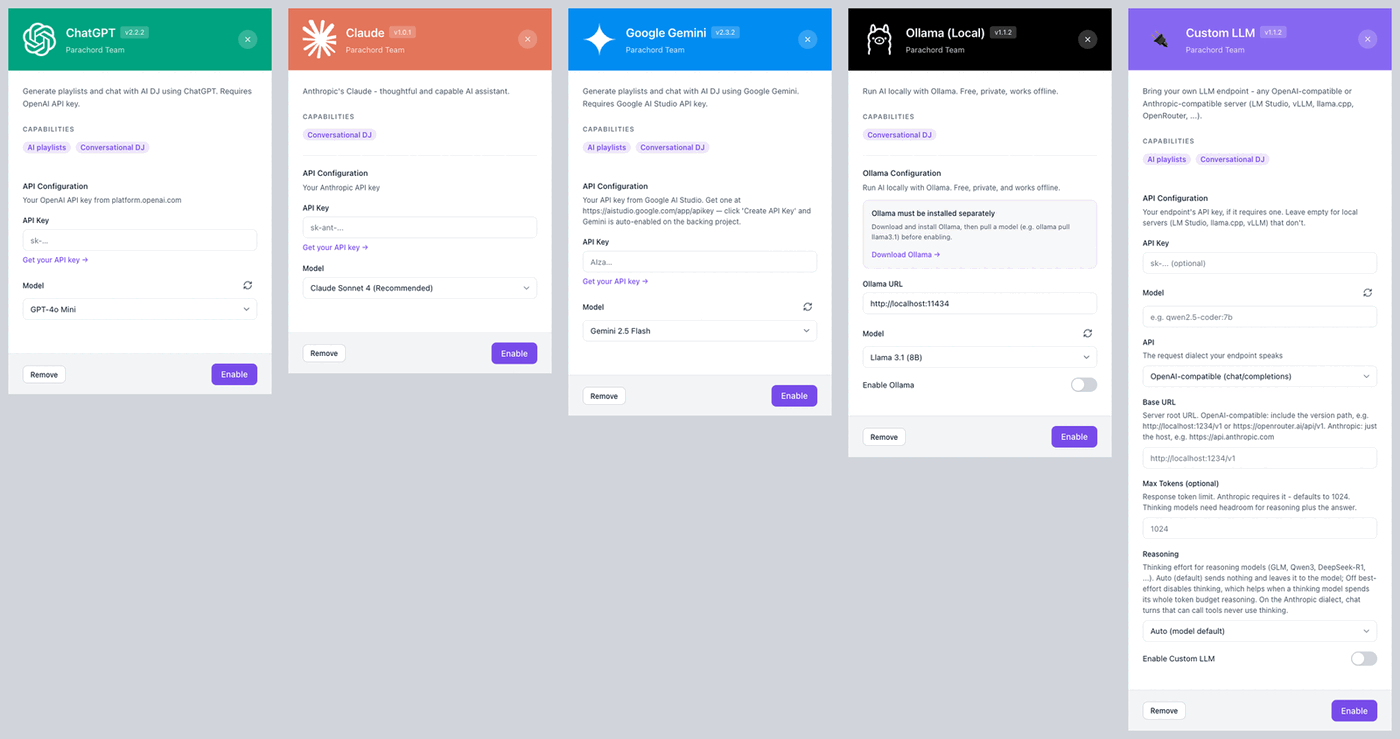 ChatGPT v2.2.2
Parachord Team
Generate playlists and chat with AI DJ using ChatGPT. Requires
OpenAI API key.
CAPABILITIES
AI playlists Conversational DJ
API Configuration
Your OpenAI API key from platform.openai.com
API Key
sk-...
Get your API key →
Model
GPT-4o Mini
Remove Enable
Claude v1.0.1
Parachord Team
Anthropic's Claude - thoughtful and capable AI assistant.
CAPABILITIES
Conversational DJ
API Configuration
Your Anthropic API key
API Key
sk-ant-...
Get your API key →
Model
Claude Sonnet 4 (Recommended)
Remove Enable
Google Gemini v2.3.2
Parachord Team
Generate playlists and chat with AI DJ using Google Gemini.
Requires Google AI Studio API key.
CAPABILITIES
AI playlists Conversational DJ
API Configuration
Your API key from Google AI Studio. Get one at
https://aistudio.google.com/app/apikey — click 'Create API Key' and
Gemini is auto-enabled on the backing project.
API Key
AIza...
Get your API key →
Model
Gemini 2.5 Flash
Remove Enable
Ollama (Local) v1.1.2
Parachord Team
Run AI locally with Ollama. Free, private, works offline.
CAPABILITIES
Conversational DJ
Ollama Configuration
Run AI locally with Ollama. Free, private, and works offline.
Ollama must be installed separately
Download and install Ollama, then pull a model (e.g. ollama pull
llama3.1) before enabling.
Download Ollama →
Ollama URL
http://localhost:11434
Model
Llama 3.1 (8B)
Enable Ollama
Remove Enable
Custom LLM v1.1.2
Parachord Team
Bring your own LLM endpoint - any OpenAI-compatible or
Anthropic-compatible server (LM Studio, vLLM, llama.cpp,
OpenRouter, ...).
CAPABILITIES
AI playlists Conversational DJ
API Configuration
Your endpoint's API key, if it requires one. Leave empty for local
servers (LM Studio, llama.cpp, vLLM) that don't.
API Key
sk-... (optional)
Model
e.g. qwen2.5-coder:7b
API
The request dialect your endpoint speaks
OpenAI-compatible (chat/completions)
Base URL
Server root URL. OpenAI-compatible: include the version path, e.g.
http://localhost:1234/v1 or https://openrouter.ai/api/v1. Anthropic: just
the host, e.g. https://api.anthropic.com
http://localhost:1234/v1
Max Tokens (optional)
Response token limit. Anthropic requires it - defaults to 1024.
Thinking models need headroom for reasoning plus the answer.
1024
Reasoning
Thinking effort for reasoning models (GLM, Qwen3, DeepSeek-R1,
...). Auto (default) sends nothing and leaves it to the model; Off best-
effort disables thinking, which helps when a thinking model spends
its whole token budget reasoning. On the Anthropic dialect, chat
turns that can call tools never use thinking.
Auto (model default)
Enable Custom LLM
Remove Enable